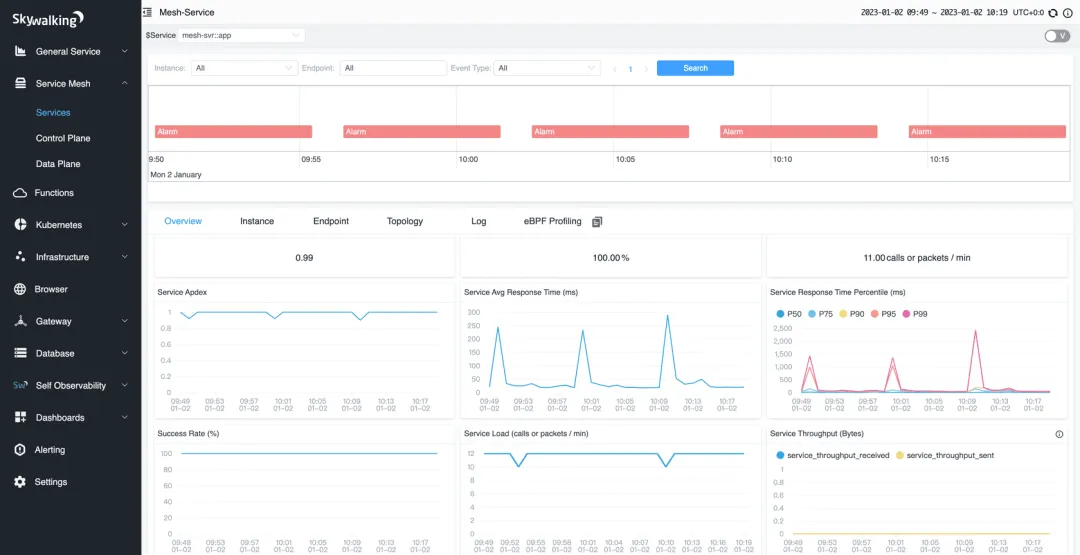 Skywalking
Mesh-Service
2023-01-02 09:49 ~ 2023-01-02 10:19 UTC+0:0
$Service mesh-svr::app
V
General Service
Service Mesh
Services
Control Plane
Data Plane
Functions
Kubernetes
Infrastructure
Browser
Gateway
Database
Self Observability
Dashboards
Alerting
Settings
Instance: All Endpoint: All Event Type: All 1 Search
Alarm Alarm Alarm Alarm Alarm
9:50 09:55 10:00 10:05 10:10 10:15
Mon 2 January
Overview Instance Endpoint Topology Log eBPF Profiling
0.99
100.00 %
11.00 calls or packets / min
Service Apdex
1
0.8
0.6
0.4
0.2
0
09:49 09:53 09:57 10:01 10:05 10:09 10:13 10:17
01-02 01-02 01-02 01-02 01-02 01-02 01-02 01-02
Service Avg Response Time (ms)
300
250
200
150
100
50
0
09:49 09:53 09:57 10:01 10:05 10:09 10:13 10:17
01-02 01-02 01-02 01-02 01-02 01-02 01-02 01-02
Service Response Time Percentile (ms)
P50 P75 P90 P95 P99
2,500
2,000
1,500
1,000
500
0
09:49 09:53 09:57 10:01 10:05 10:09 10:13 10:17
01-02 01-02 01-02 01-02 01-02 01-02 01-02 01-02
Success Rate (%)
100
80
60
40
20
0
09:49 09:53 09:57 10:01 10:05 10:09 10:13 10:17
01-02 01-02 01-02 01-02 01-02 01-02 01-02 01-02
Service Load (calls or packets / min)
12
10
8
6
4
2
0
09:49 09:52 09:55 09:58 10:01 10:04 10:07 10:10 10:13 10:16 10:19
01-02 01-02 01-02 01-02 01-02 01-02 01-02 01-02 01-02 01-02 01-02
Service Throughput (Bytes)
service_throughput_received service_throughput_sent
1
0.8
0.6
0.4
0.2
0
09:49 09:53 09:57 10:01 10:05 10:09 10:13 10:17
01-02 01-02 01-02 01-02 01-02 01-02 01-02 01-02